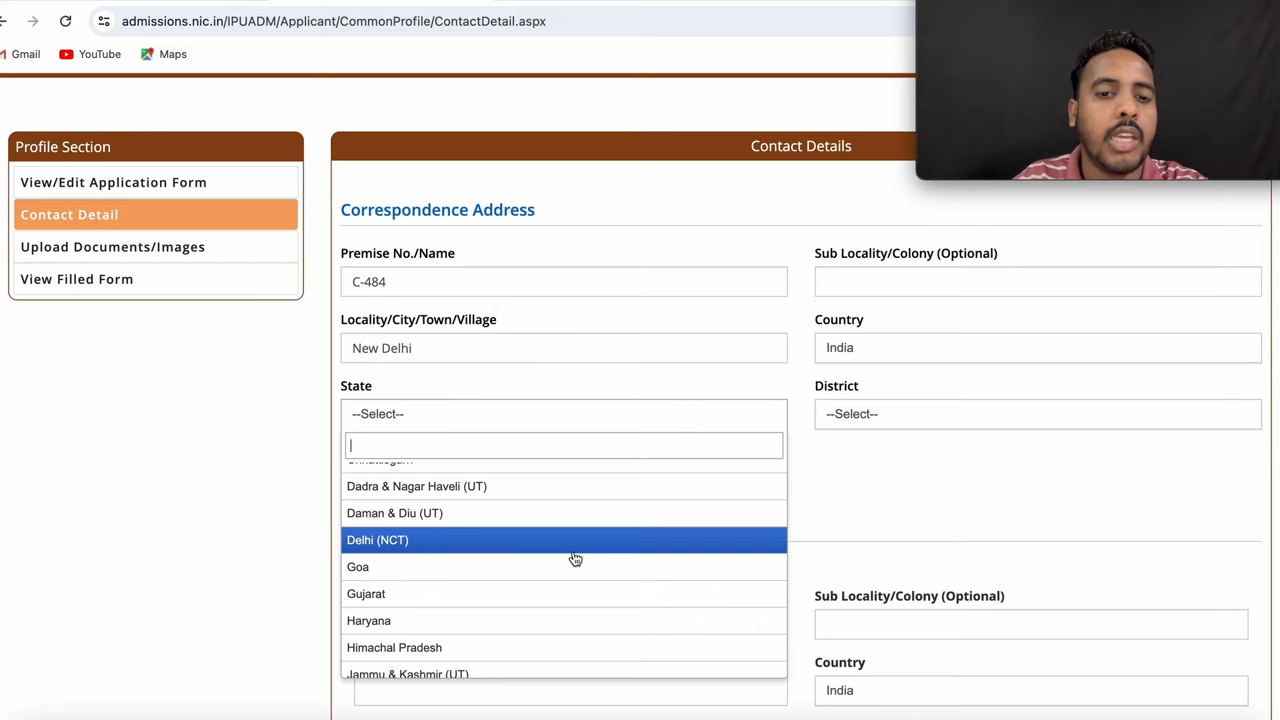 admissions.nic.in/IPUADM/Applicant/CommonProfile/ContactDetail.aspx
Gmail YouTube Maps
Profile Section
View/Edit Application Form
Contact Detail
Upload Documents/Images
View Filled Form
Contact Details
Correspondence Address
Premise No./Name
Sub Locality/Colony (Optional)
C-484
Locality/City/Town/Village
Country
New Delhi
India
State
District
--Select--
--Select--
Dadra & Nagar Haveli (UT)
Daman & Diu (UT)
Delhi (NCT)
Goa
Gujarat
Haryana
Himachal Pradesh
Jammu & Kashmir (UT)
Sub Locality/Colony (Optional)
Country
India